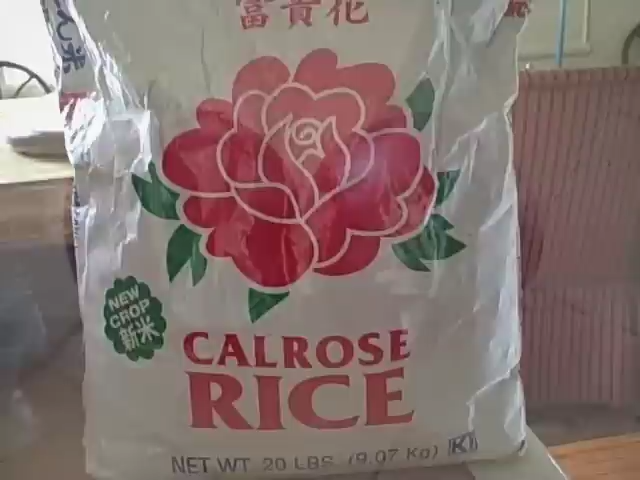 富貴花
NEW
CROP
新米
CALROSE
RICE
NET WT. 20 LBS. (9.07 Kg) K